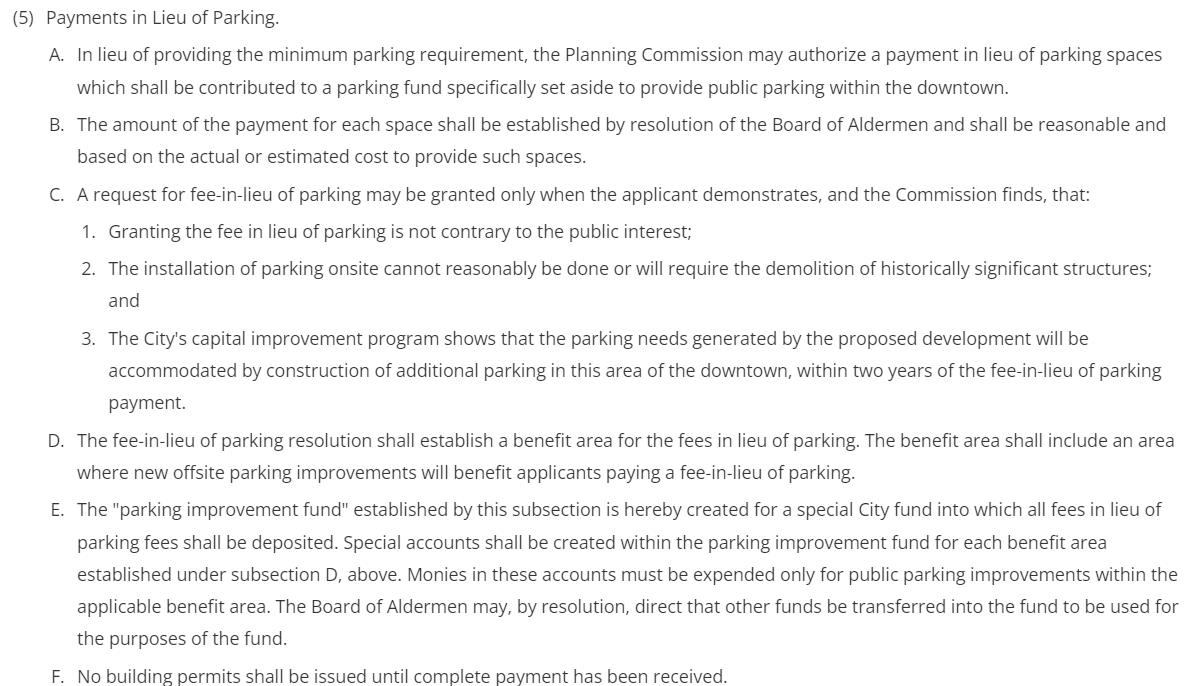 (5) Payments in Lieu of Parking.
A. In lieu of providing the minimum parking requirement, the Planning Commission may authorize a payment in lieu of parking spaces
which shall be contributed to a parking fund specifically set aside to provide public parking within the downtown.
B. The amount of the payment for each space shall be established by resolution of the Board of Aldermen and shall be reasonable and
based on the actual or estimated cost to provide such spaces.
C. A request for fee-in-lieu of parking may be granted only when the applicant demonstrates, and the Commission finds, that:
1. Granting the fee in lieu of parking is not contrary to the public interest;
2. The installation of parking onsite cannot reasonably be done or will require the demolition of historically significant structures;
and
3. The City's capital improvement program shows that the parking needs generated by the proposed development will be
accommodated by construction of additional parking in this area of the downtown, within two years of the fee-in-lieu of parking
payment.
D. The fee-in-lieu of parking resolution shall establish a benefit area for the fees in lieu of parking. The benefit area shall include an area
where new offsite parking improvements will benefit applicants paying a fee-in-lieu of parking.
E. The "parking improvement fund" established by this subsection is hereby created for a special City fund into which all fees in lieu of
parking fees shall be deposited. Special accounts shall be created within the parking improvement fund for each benefit area
established under subsection D, above. Monies in these accounts must be expended only for public parking improvements within the
applicable benefit area. The Board of Aldermen may, by resolution, direct that other funds be transferred into the fund to be used for
the purposes of the fund.
F. No building permits shall be issued until complete payment has been received.